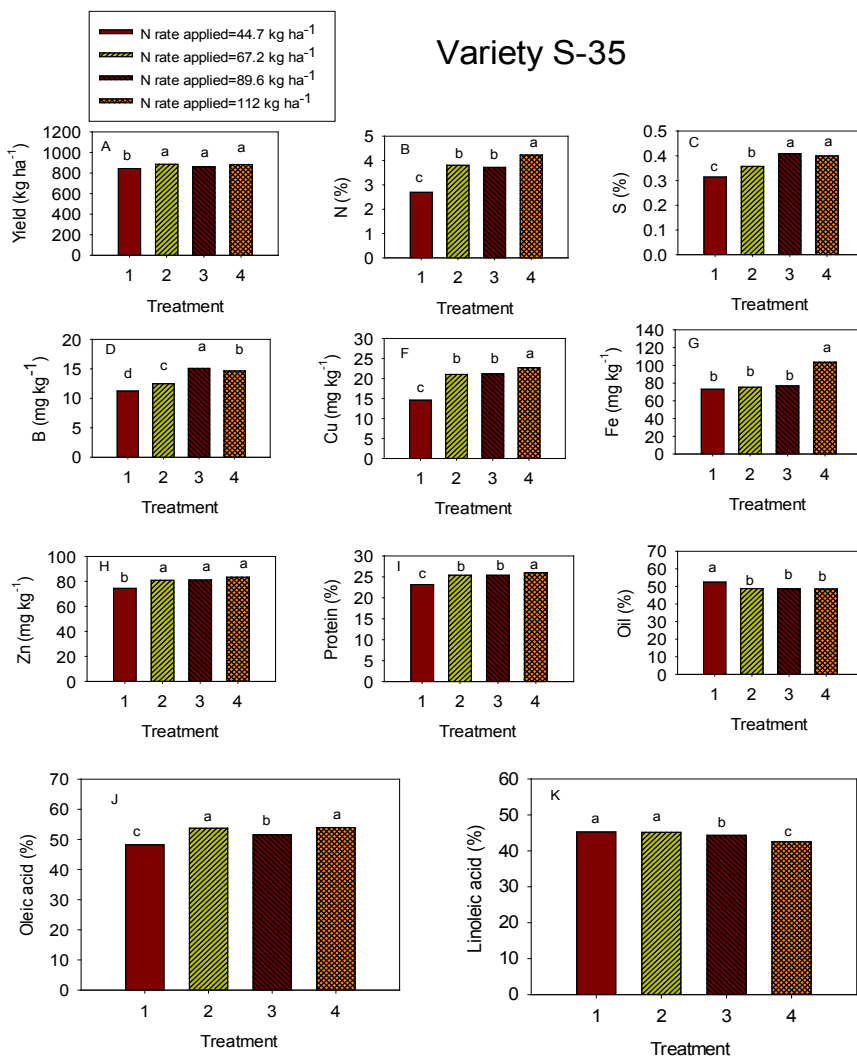 N rate applied=44.7 kg ha-1
N rate applied=67.2 kg ha-1
N rate applied=89.6 kg ha-1
N rate applied=112 kg ha-1
Variety S-35
Yield (kg ha-1)
1200
1000
800
600
400
200
0
A
b a a a
1 2 3 4
Treatment
N (%)
5
4
3
2
1
0
B
c b b a
1 2 3 4
Treatment
S (%)
0.5
0.4
0.3
0.2
0.1
0.0
C
c b a a
1 2 3 4
Treatment
B (mg kg-1)
20
15
10
5
0
D
d c a b
1 2 3 4
Treatment
Cu (mg kg-1)
30
25
20
15
10
5
0
F
c b b a
1 2 3 4
Treatment
Fe (mg kg-1)
140
120
100
80
60
40
20
0
G
b b b a
1 2 3 4
Treatment
Zn (mg kg-1)
100
80
60
40
20
0
H
b a a a
1 2 3 4
Treatment
Protein (%)
30
25
20
15
10
5
0
I
c b b a
1 2 3 4
Treatment
Oil (%)
70
60
50
40
30
20
10
0
a b b b
1 2 3 4
Treatment
Oleic acid (%)
70
60
50
40
30
20
10
0
J
c a b a
1 2 3 4
Treatment
Linoleic acid (%)
60
50
40
30
20
10
0
K
a a b c
1 2 3 4
Treatment